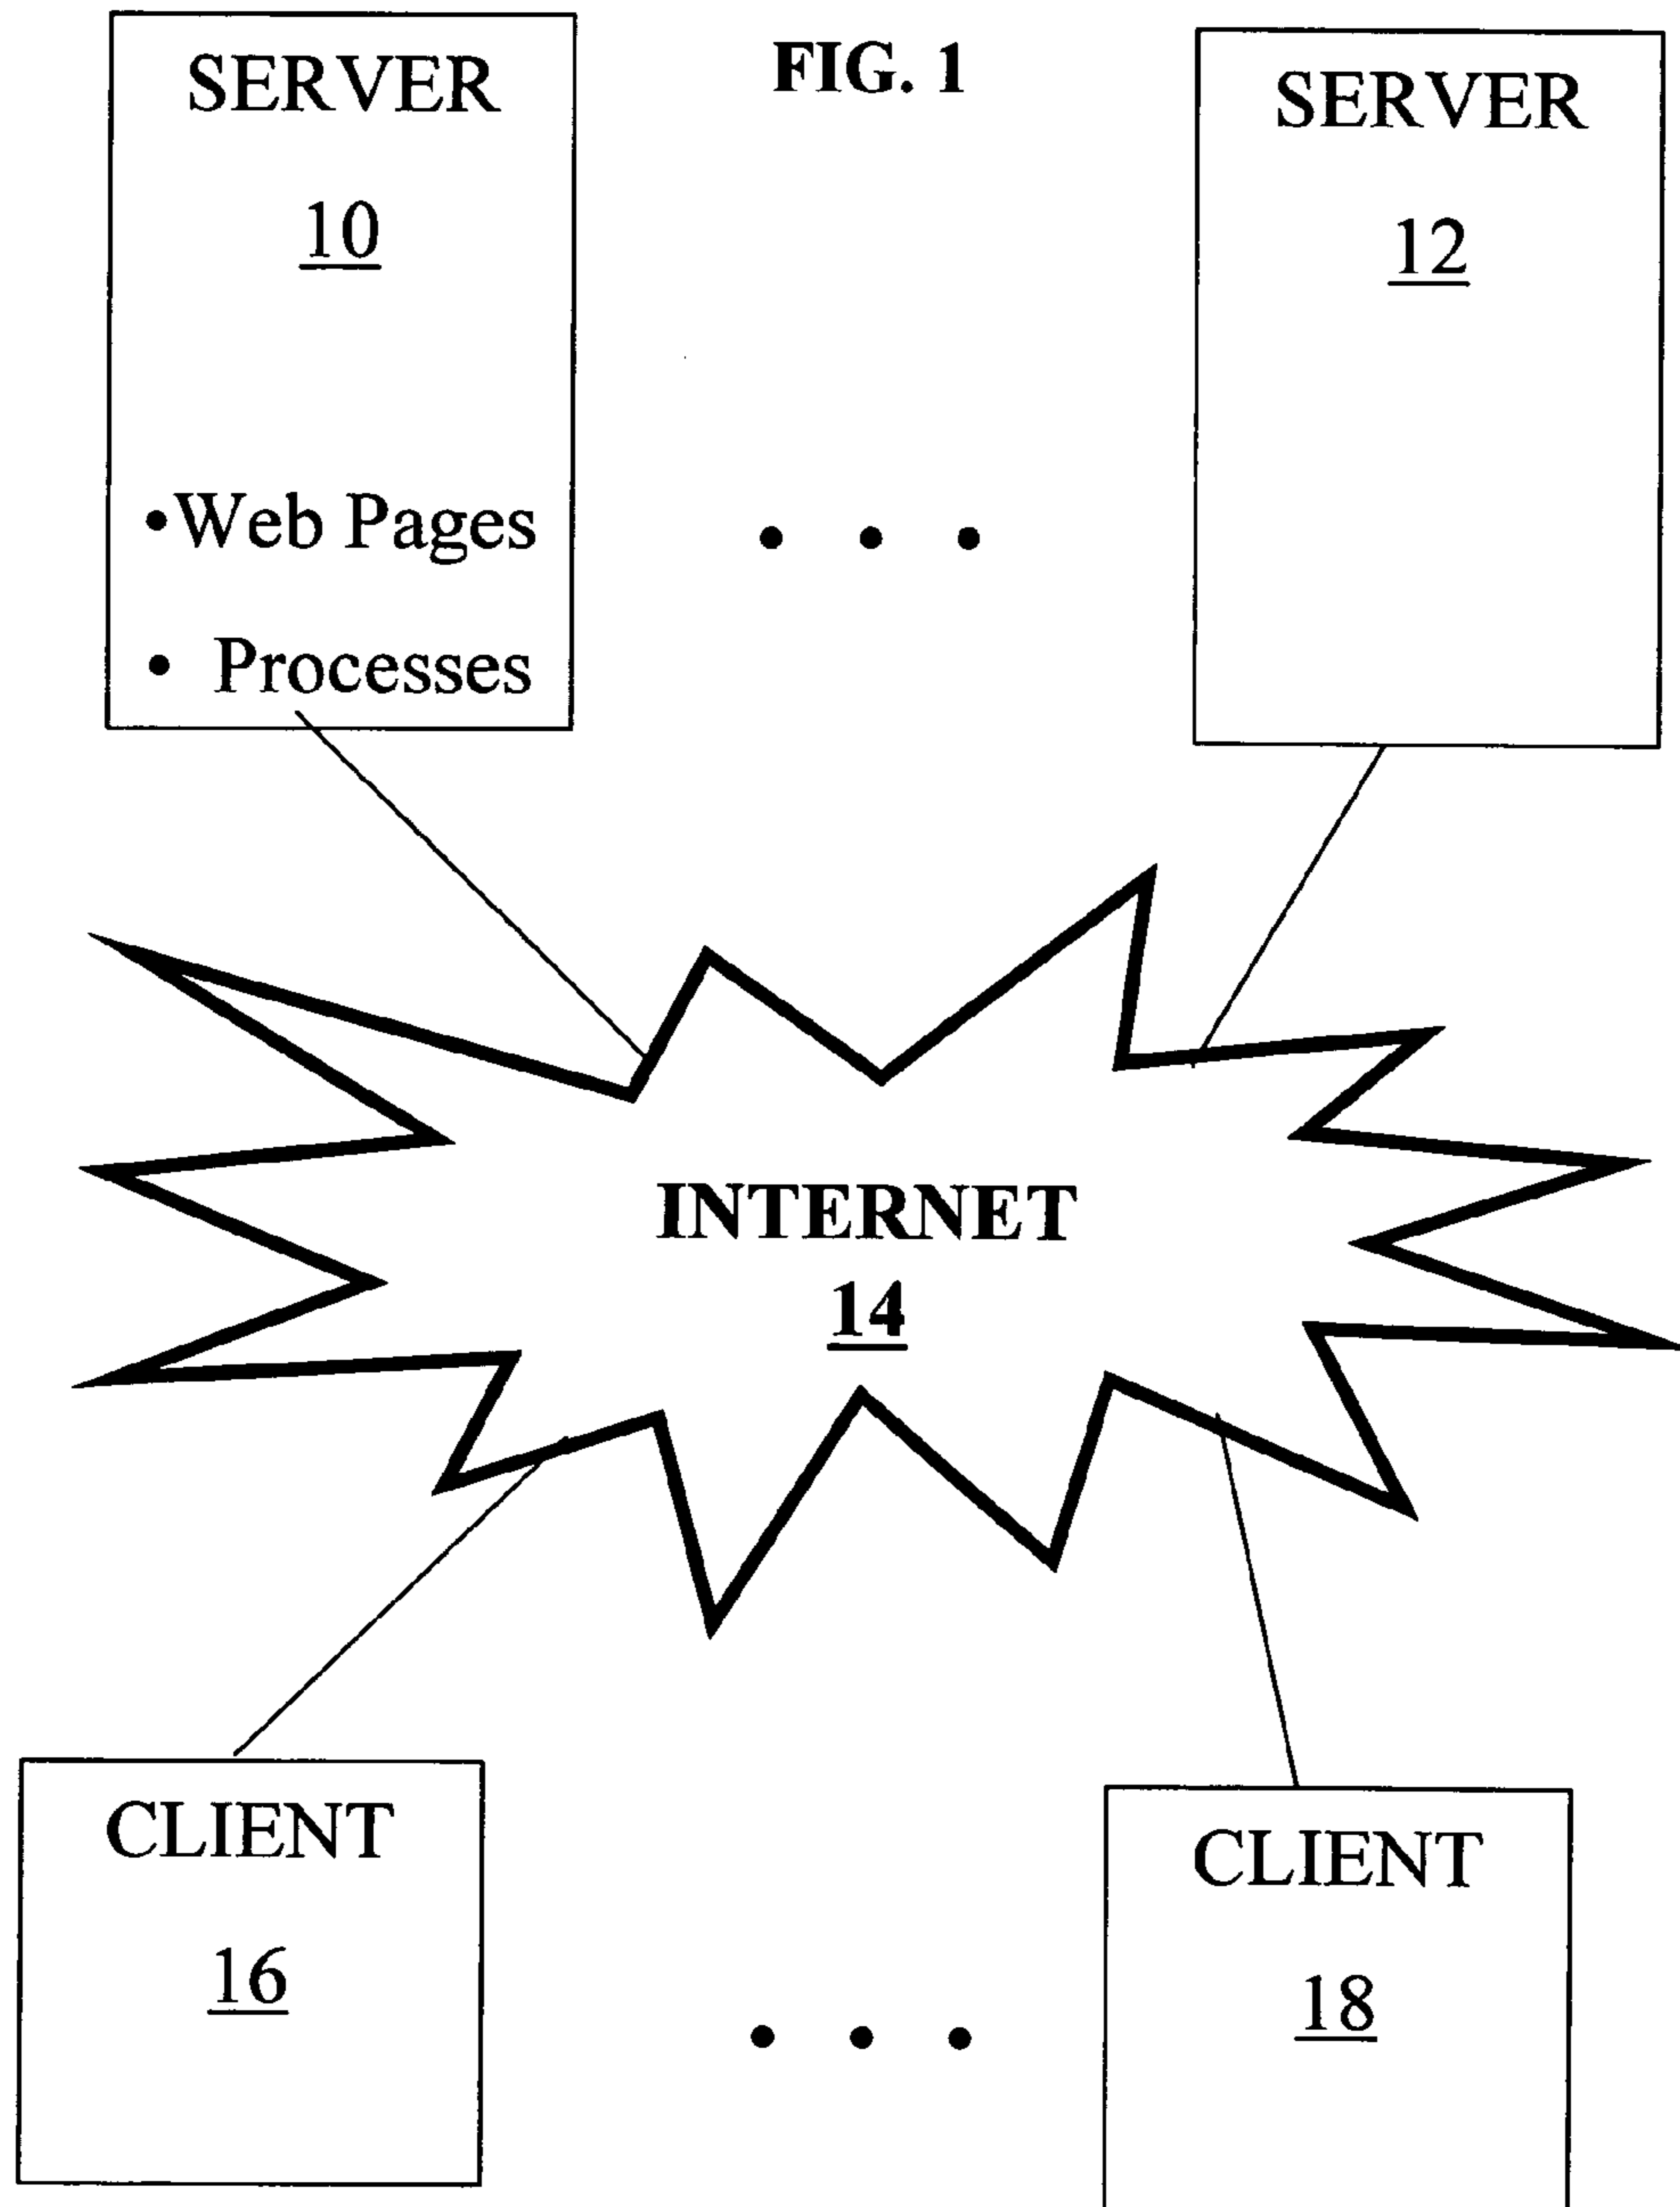 FIG. 1
SERVER
10
•Web Pages
• Processes
SERVER
12
• • •
INTERNET
14
CLIENT
16
• • •
CLIENT
18